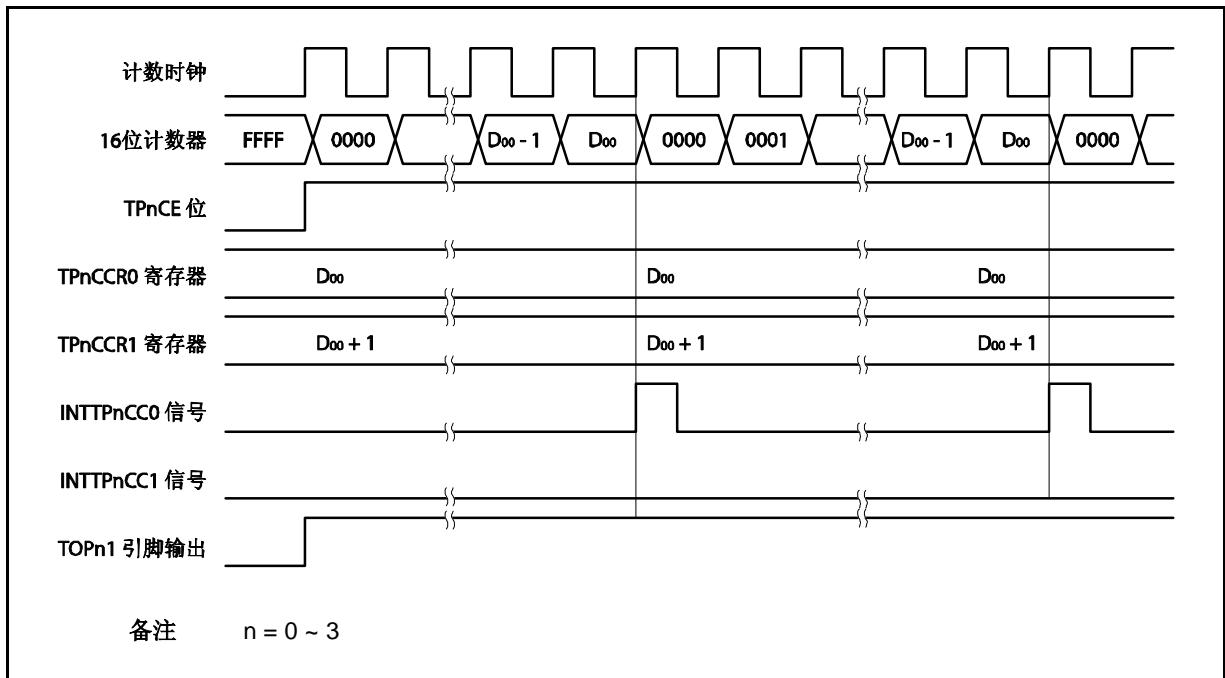 计数时钟
16位计数器 FFFF 0000 D00 - 1 D00 0000 0001 D00 - 1 D00 0000
TPnCE 位
TPnCCR0 寄存器 D00 D00 D00
TPnCCR1 寄存器 D00 + 1 D00 + 1 D00 + 1
INTTPnCC0 信号
INTTPnCC1 信号
TOPn1 引脚输出
备注 n = 0 ~ 3